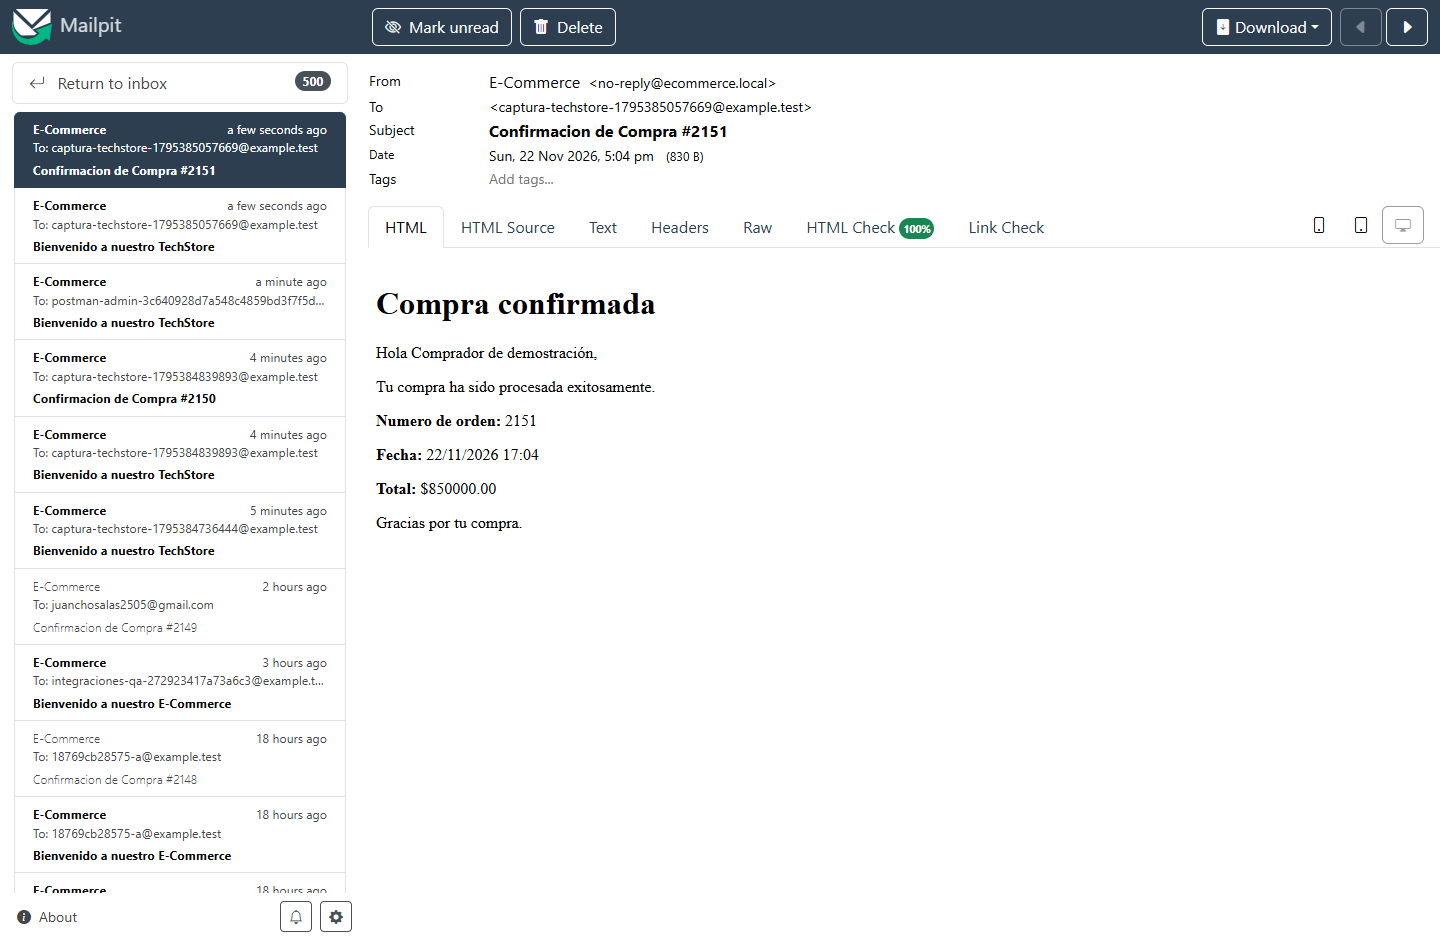 Mailpit
Mark unread
Delete
Download
Return to inbox
500
E-Commerce a few seconds ago
To: captura-techstore-1795385057669@example.test
Confirmacion de Compra #2151
E-Commerce a few seconds ago
To: captura-techstore-1795385057669@example.test
Bienvenido a nuestro TechStore
E-Commerce a minute ago
To: postman-admin-3c640928d7a548c4859bd3f7f5d...
Bienvenido a nuestro TechStore
E-Commerce 4 minutes ago
To: captura-techstore-1795384839893@example.test
Confirmacion de Compra #2150
E-Commerce 4 minutes ago
To: captura-techstore-1795384839893@example.test
Bienvenido a nuestro TechStore
E-Commerce 5 minutes ago
To: captura-techstore-1795384736444@example.test
Bienvenido a nuestro TechStore
E-Commerce 2 hours ago
To: juanchosalas2505@gmail.com
Confirmacion de Compra #2149
E-Commerce 3 hours ago
To: integraciones-qa-272923417a73a6c3@example.t...
Bienvenido a nuestro E-Commerce
E-Commerce 18 hours ago
To: 18769cb28575-a@example.test
Confirmacion de Compra #2148
E-Commerce 18 hours ago
To: 18769cb28575-a@example.test
Bienvenido a nuestro E-Commerce
E-Commerce 18 hours ago
About
From E-Commerce <no-reply@ecommerce.local>
To <captura-techstore-1795385057669@example.test>
Subject Confirmacion de Compra #2151
Date Sun, 22 Nov 2026, 5:04 pm (830 B)
Tags Add tags...
HTML HTML Source Text Headers Raw HTML Check 100% Link Check
Compra confirmada
Hola Comprador de demostración,
Tu compra ha sido procesada exitosamente.
Numero de orden: 2151
Fecha: 22/11/2026 17:04
Total: $850000.00
Gracias por tu compra.